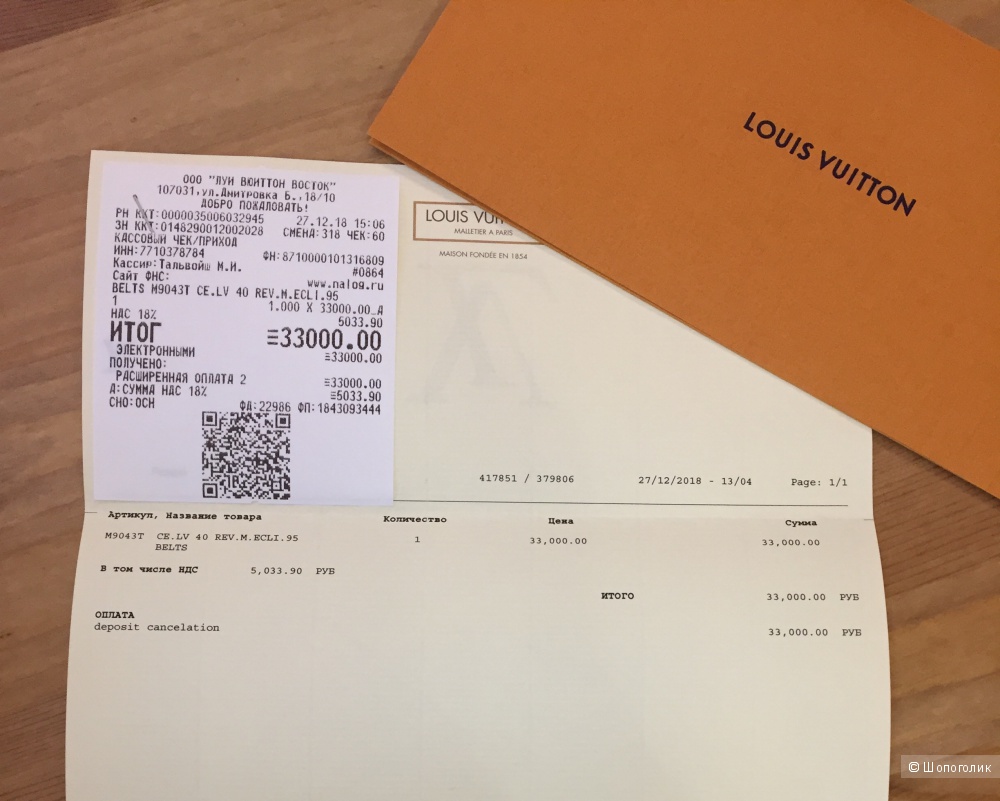 ООО "ЛУИ ВЮИТТОН ВОСТОК"
107031,ул.Дмитровка Б.,18/10
ДОБРО ПОЖАЛОВАТЬ!
РН ККТ:0000035006032945 27.12.18 15:06
ЗН ККТ:0148290012002028 СМЕНА:318 ЧЕК:60
КАССОВЫЙ ЧЕК/ПРИХОД
ИНН:7710378784 ФН:8710000101316809
Кассир:Тальвойш М.И. #0864
Сайт ФНС: www.nalog.ru
BELTS M9043T CE.LV 40 REV.M.ECLI.95
1 1.000 X 33000.00_А
НДС 18% 5033.90
ИТОГ ≡33000.00
ЭЛЕКТРОННЫМИ ≡33000.00
ПОЛУЧЕНО:
РАСШИРЕННАЯ ОПЛАТА 2 ≡33000.00
А:СУММА НДС 18% ≡5033.90
СНО:ОСН ФД:22986 ФП:1843093444
LOUIS VUITTON
LOUIS VUI
MALLETIER A PARIS
MAISON FONDÉE EN 1854
417851 / 379806 27/12/2018 - 13/04 Page: 1/1
Артикул, Название товара Количество Цена Сумма
M9043T CE.LV 40 REV.M.ECLI.95 1 33,000.00 33,000.00
BELTS
В том числе НДС 5,033.90 РУБ
ИТОГО 33,000.00 РУБ
ОПЛАТА
deposit cancelation 33,000.00 РУБ
© Шопоголик